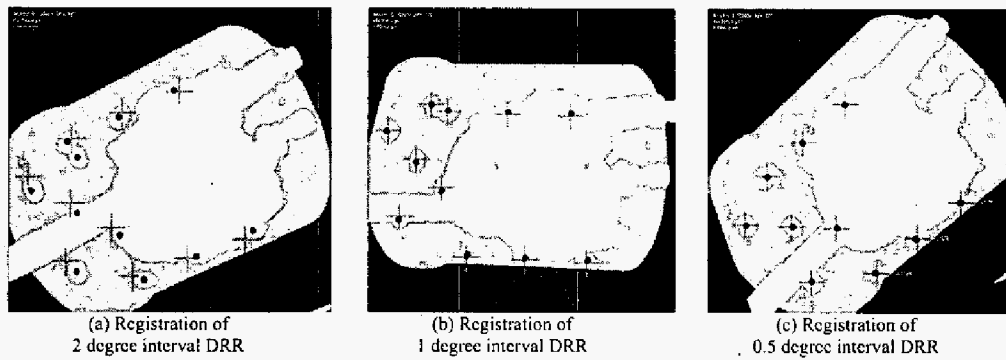 (a) Registration of
2 degree interval DRR
(b) Registration of
1 degree interval DRR
(c) Registration of
0.5 degree interval DRR